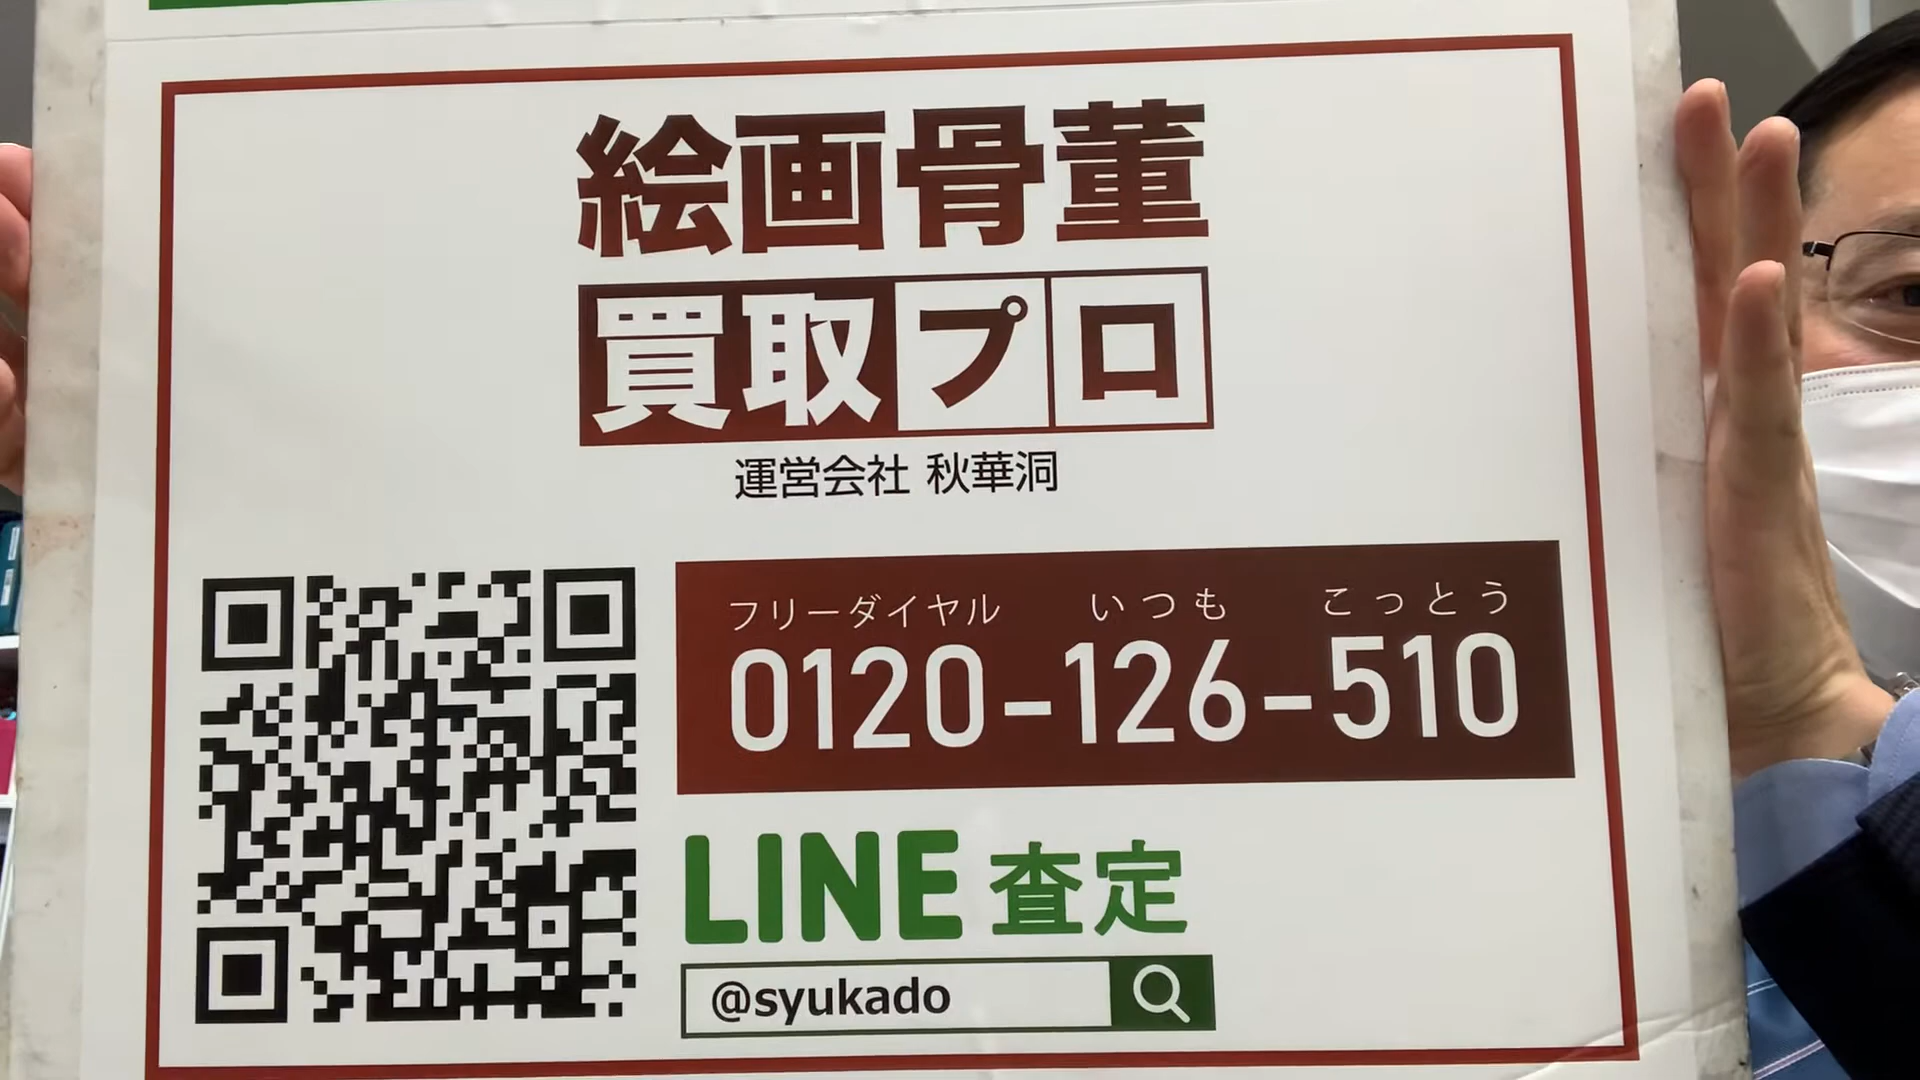 絵画骨董
買取プロ
運営会社 秋華洞
フリーダイヤル いつも こっとう
0120-126-510
LINE 査定
@syukado